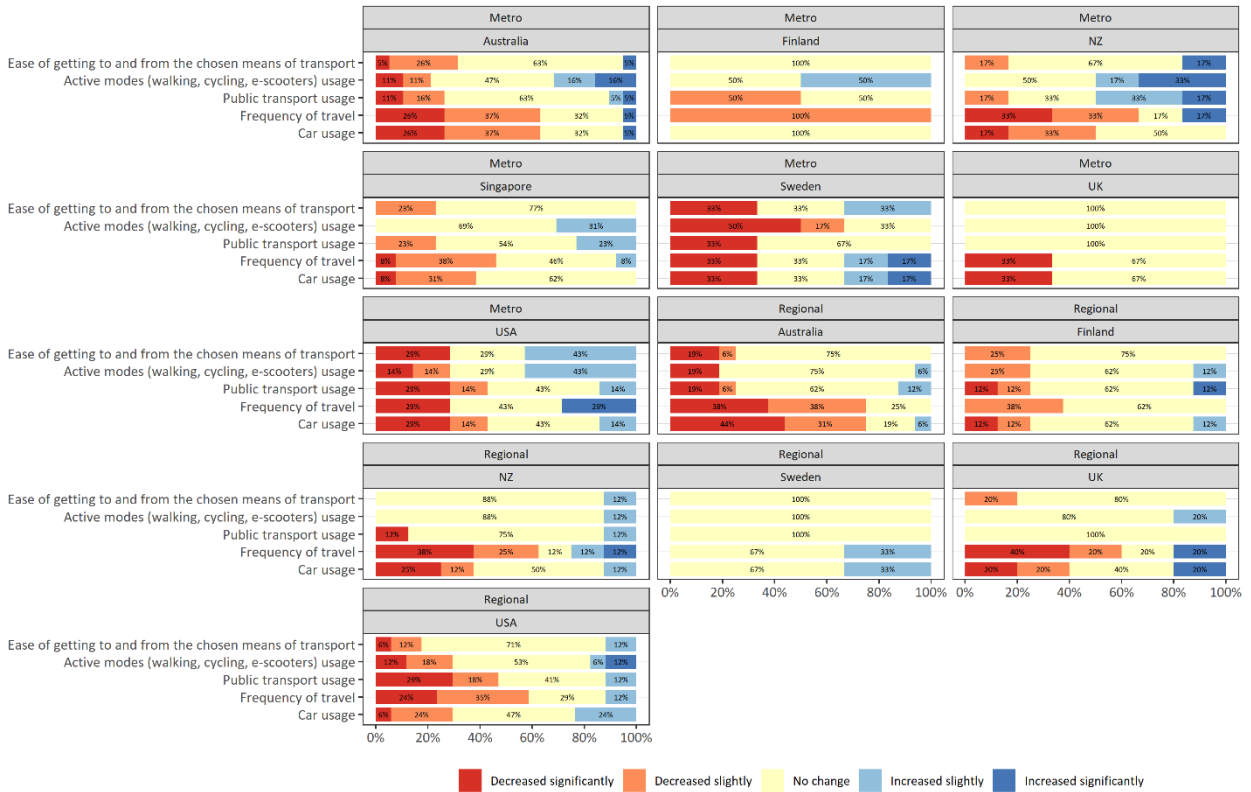 Metro Metro Metro
Australia Finland NZ
Ease of getting to and from the chosen means of transport 5% 26% 63% 5% 100% 17% 67% 17%
Active modes (walking, cycling, e-scooters) usage 11% 11% 47% 16% 16% 50% 50% 50% 17% 33%
Public transport usage 11% 16% 63% 5% 5% 50% 50% 17% 33% 33% 17%
Frequency of travel 26% 37% 32% 5% 100% 33% 33% 17% 17%
Car usage 26% 37% 32% 5% 100% 17% 33% 50%
Metro Metro Metro
Singapore Sweden UK
Ease of getting to and from the chosen means of transport 23% 77% 33% 33% 33% 100%
Active modes (walking, cycling, e-scooters) usage 69% 31% 50% 17% 33% 100%
Public transport usage 23% 54% 23% 33% 67% 100%
Frequency of travel 8% 38% 46% 8% 33% 33% 17% 17% 33% 67%
Car usage 8% 31% 62% 33% 33% 17% 17% 33% 67%
Metro Regional Regional
USA Australia Finland
Ease of getting to and from the chosen means of transport 29% 29% 43% 19% 6% 75% 25% 75%
Active modes (walking, cycling, e-scooters) usage 14% 14% 29% 43% 19% 75% 6% 25% 62% 12%
Public transport usage 29% 14% 43% 14% 19% 6% 62% 12% 12% 12% 62% 12%
Frequency of travel 29% 43% 29% 38% 38% 25% 38% 62%
Car usage 29% 14% 43% 14% 44% 31% 19% 6% 12% 12% 62% 12%
Regional Regional Regional
NZ Sweden UK
Ease of getting to and from the chosen means of transport 88% 12% 100% 20% 80%
Active modes (walking, cycling, e-scooters) usage 88% 12% 100% 80% 20%
Public transport usage 12% 75% 12% 100% 100%
Frequency of travel 38% 25% 12% 12% 12% 67% 33% 40% 20% 20% 20%
Car usage 25% 12% 50% 12% 67% 33% 20% 20% 40% 20%
0% 20% 40% 60% 80% 100% 0% 20% 40% 60% 80% 100%
Regional
USA
Ease of getting to and from the chosen means of transport 6% 12% 71% 12%
Active modes (walking, cycling, e-scooters) usage 12% 18% 53% 6% 12%
Public transport usage 29% 18% 41% 12%
Frequency of travel 24% 35% 29% 12%
Car usage 6% 24% 47% 24%
0% 20% 40% 60% 80% 100%
Decreased significantly Decreased slightly No change Increased slightly Increased significantly